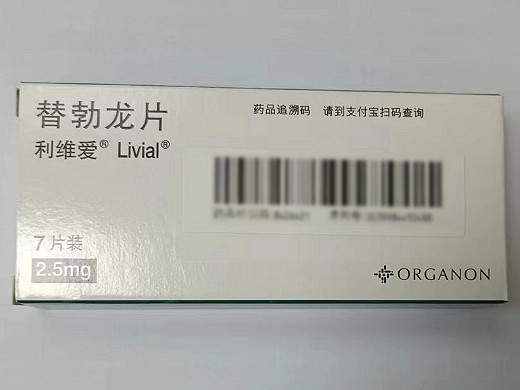 替勃龙片
药品追溯码 请到支付宝扫码查询
利维爱® Livial®
7片装
2.5mg
ORGANON